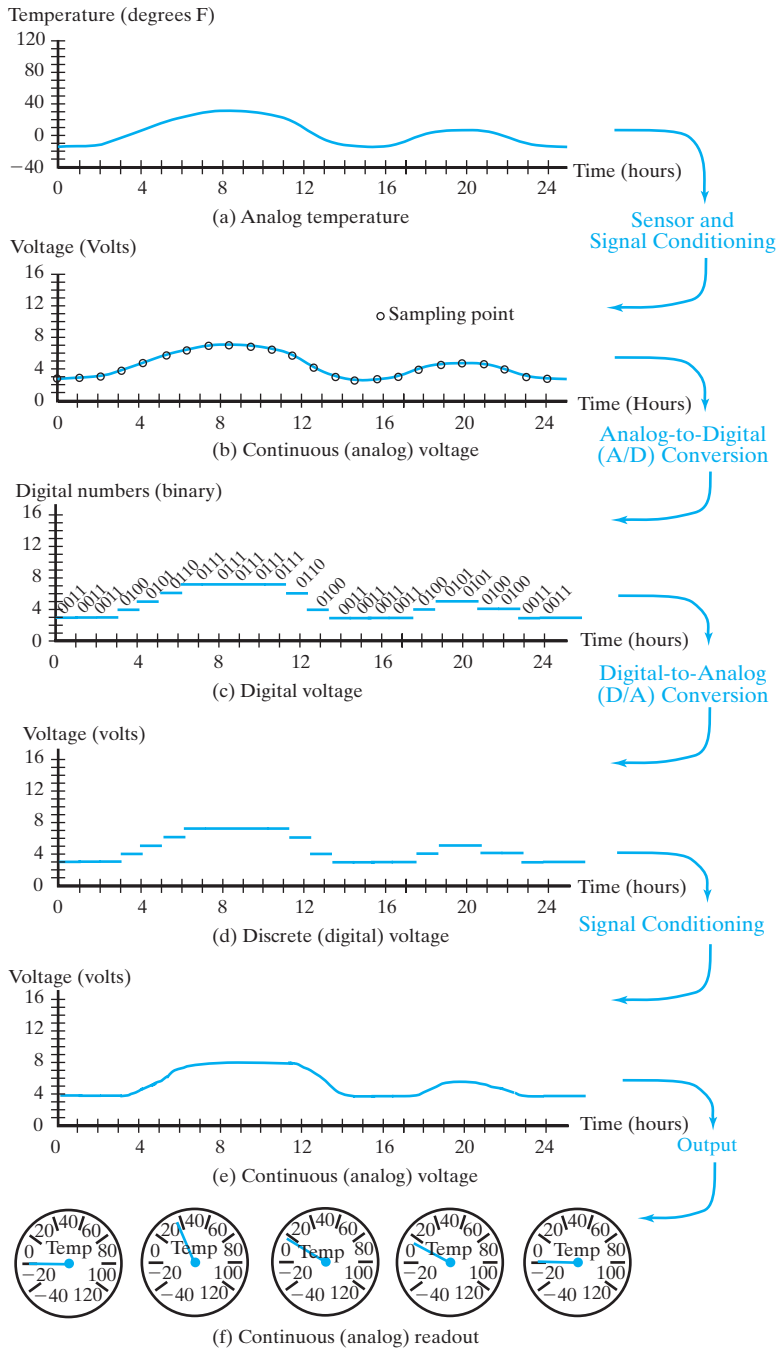 Temperature (degrees F)
120
80
40
0
−40
0 4 8 12 16 20 24
Time (hours)
(a) Analog temperature
Sensor and
Signal Conditioning
Voltage (Volts)
16
12
8
4
0
Sampling point
0 4 8 12 16 20 24
Time (Hours)
(b) Continuous (analog) voltage
Analog-to-Digital
(A/D) Conversion
Digital numbers (binary)
16
12
8
4
0
0011 0011 0011 0100 0101 0110 0111 0111 0111 0111 0111 0110 0100 0011 0011 0011 0011 0100 0101 0101 0100 0100 0011 0011
0 4 8 12 16 20 24
Time (hours)
(c) Digital voltage
Digital-to-Analog
(D/A) Conversion
Voltage (volts)
16
12
8
4
0
0 4 8 12 16 20 24
Time (hours)
(d) Discrete (digital) voltage
Signal Conditioning
Voltage (volts)
16
12
8
4
0
0 4 8 12 16 20 24
Time (hours)
(e) Continuous (analog) voltage
Output
−40 −20 0 20 40 60 80 100 120 Temp
−40 −20 0 20 40 60 80 100 120 Temp
−40 −20 0 20 40 60 80 100 120 Temp
−40 −20 0 20 40 60 80 100 120 Temp
−40 −20 0 20 40 60 80 100 120 Temp
(f) Continuous (analog) readout